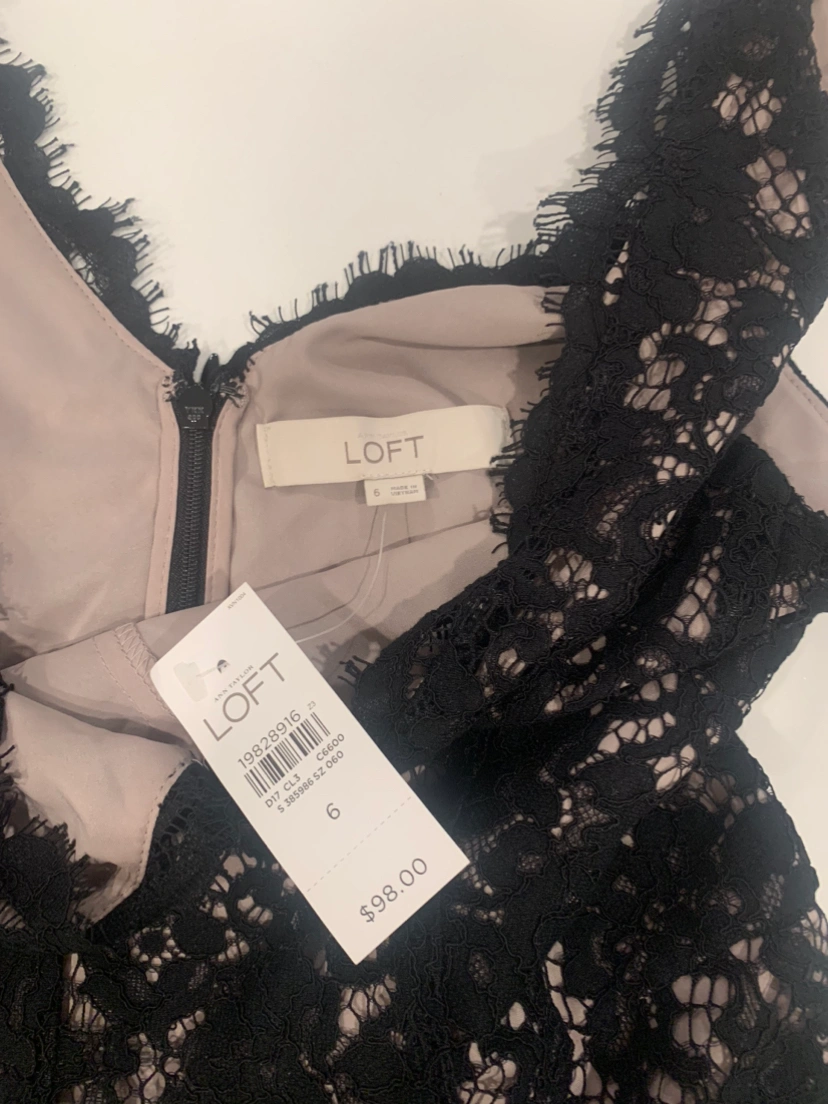 YKK
LOFT
6 MADE IN
VIETNAM
ANN TAYLOR
LOFT
19828916 23
D17 CL3 C6600
S 385986 SZ 060
6
$98.00